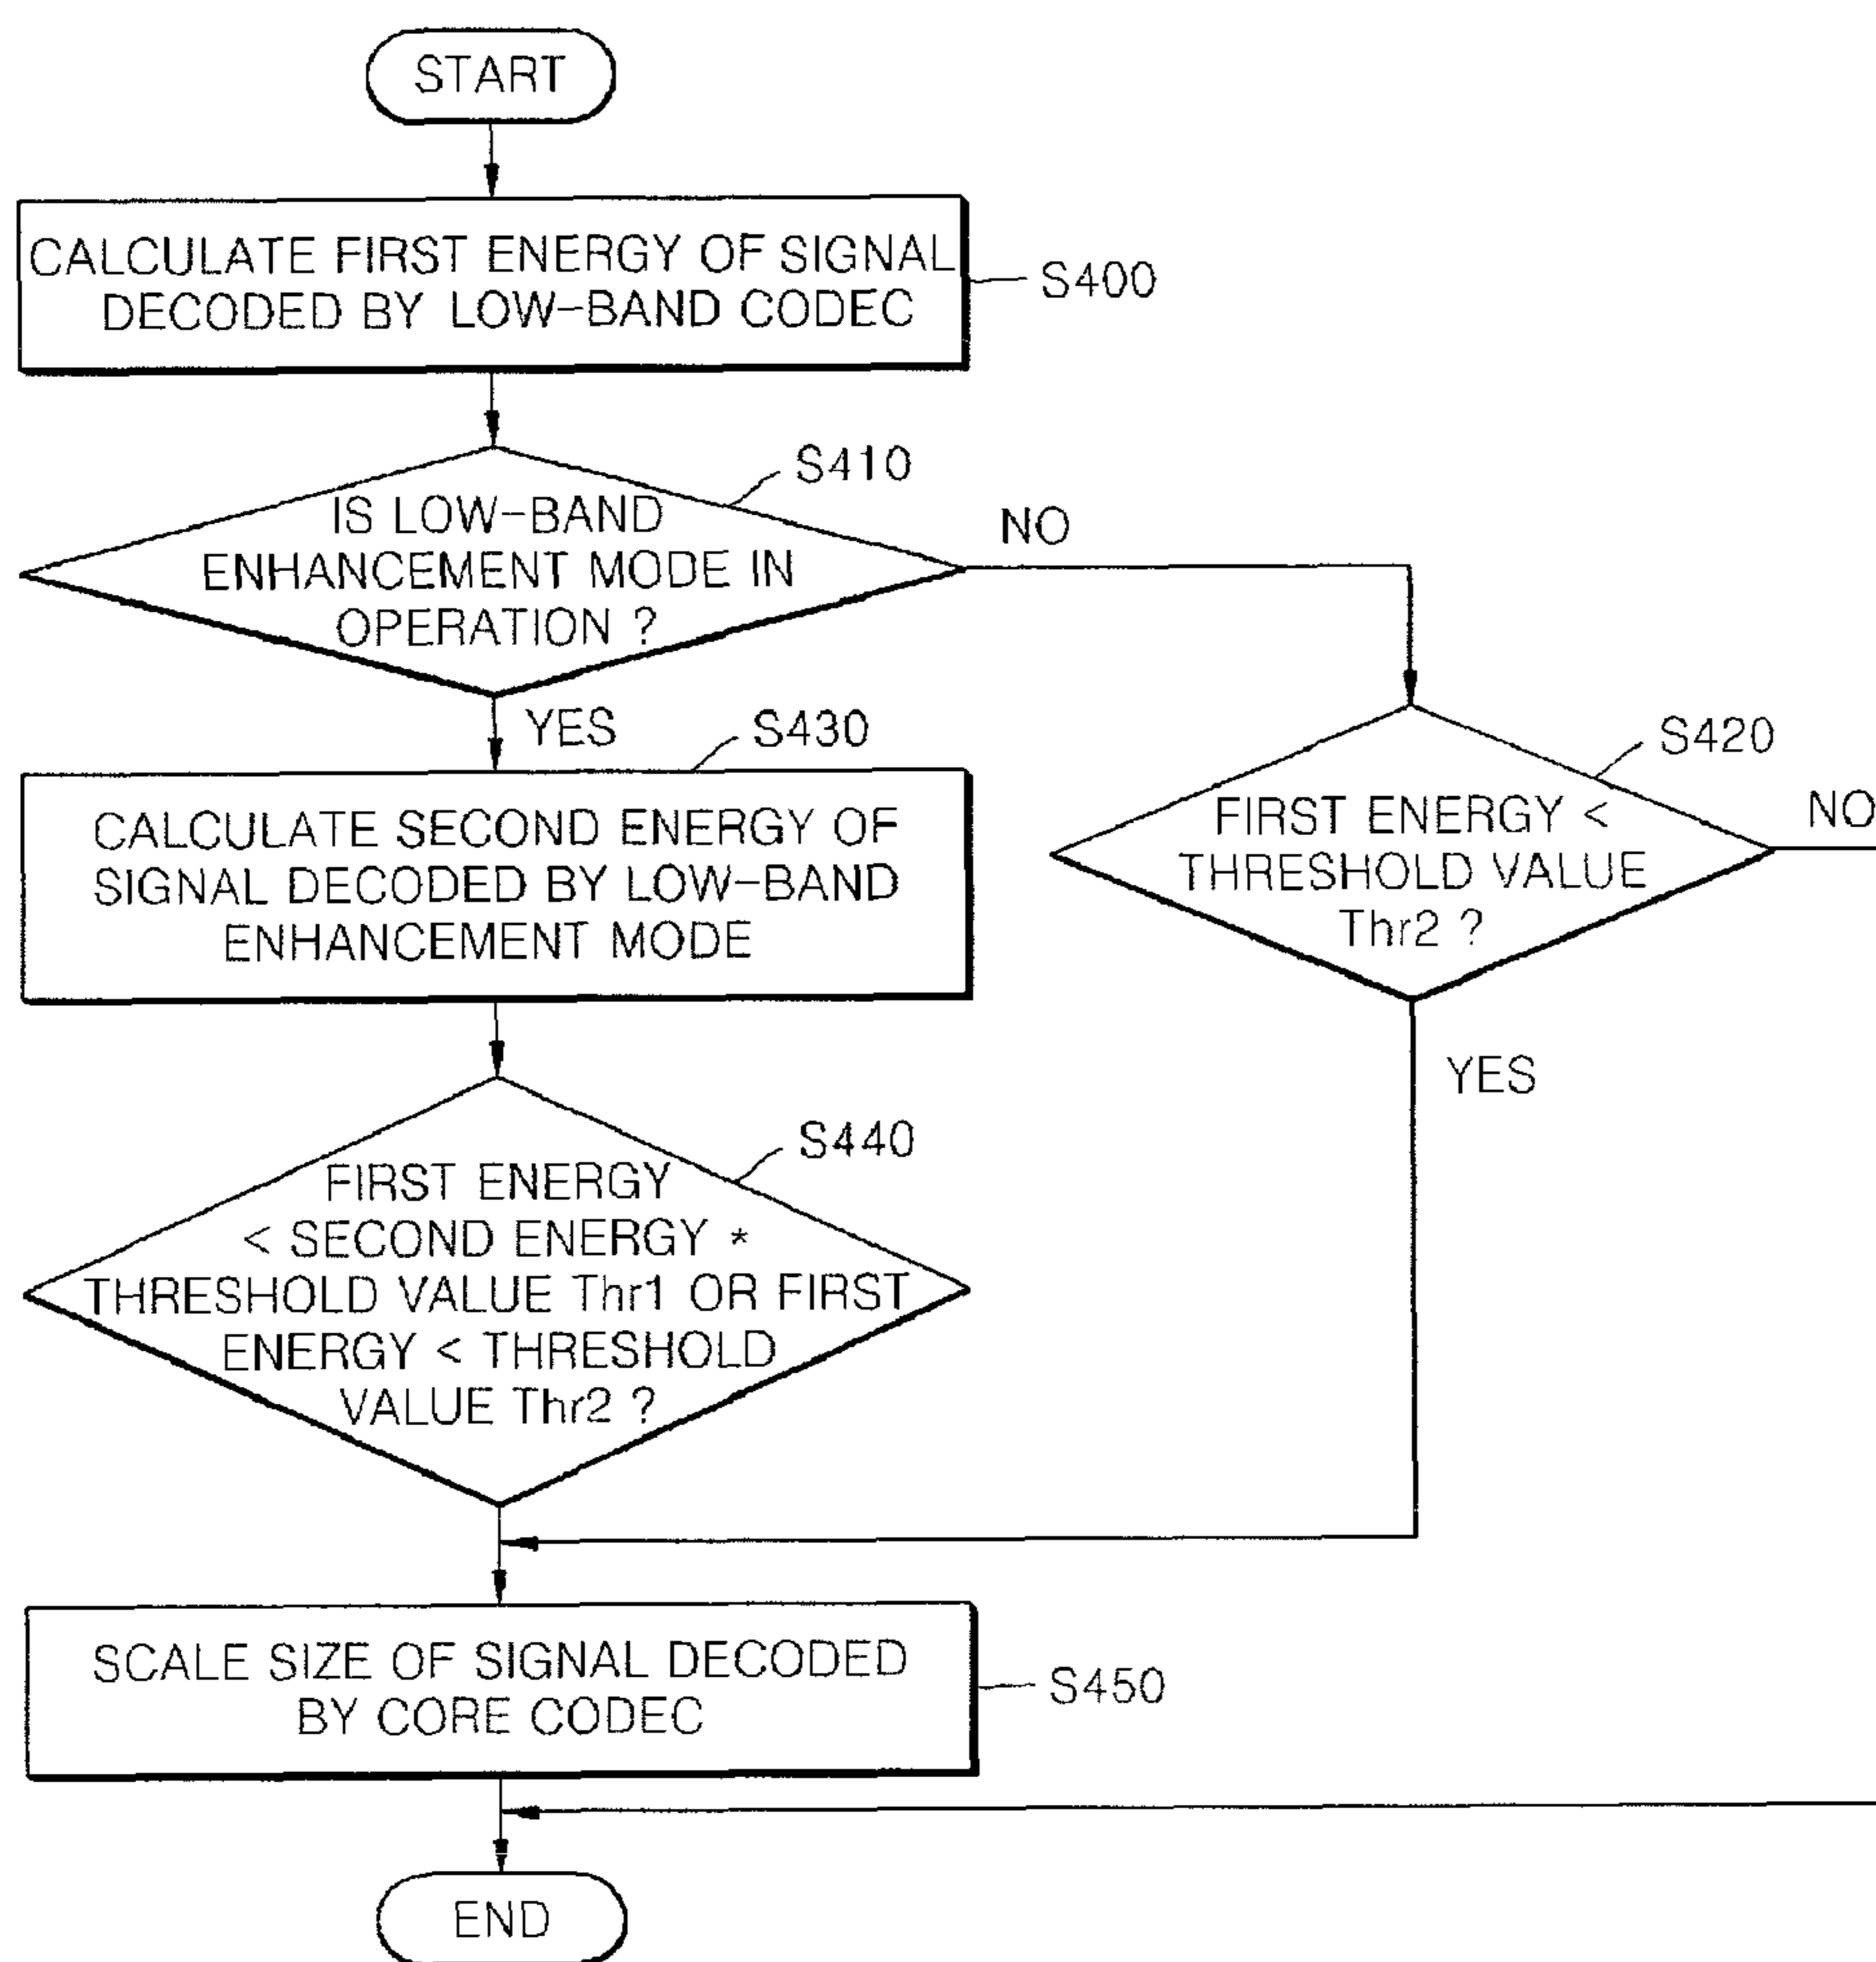 START
CALCULATE FIRST ENERGY OF SIGNAL
DECODED BY LOW-BAND CODEC
S400
S410
IS LOW-BAND
ENHANCEMENT MODE IN
OPERATION ?
NO
YES
S430
CALCULATE SECOND ENERGY OF
SIGNAL DECODED BY LOW-BAND
ENHANCEMENT MODE
S420
FIRST ENERGY <
THRESHOLD VALUE
Thr2 ?
NO
YES
S440
FIRST ENERGY
< SECOND ENERGY *
THRESHOLD VALUE Thr1 OR FIRST
ENERGY < THRESHOLD
VALUE Thr2 ?
SCALE SIZE OF SIGNAL DECODED
BY CORE CODEC
S450
END